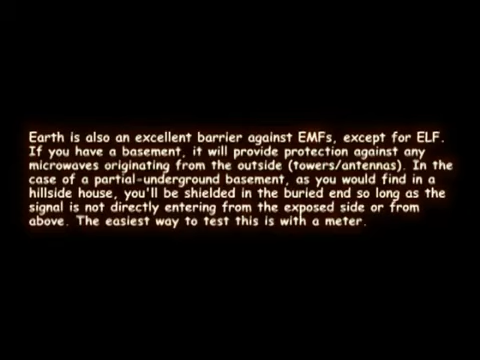 Earth is also an excellent barrier against EMFs, except for ELF.
If you have a basement, it will provide protection against any
microwaves originating from the outside (towers/antennas). In the
case of a partial-underground basement, as you would find in a
hillside house, you'll be shielded in the buried end so long as the
signal is not directly entering from the exposed side or from
above. The easiest way to test this is with a meter.